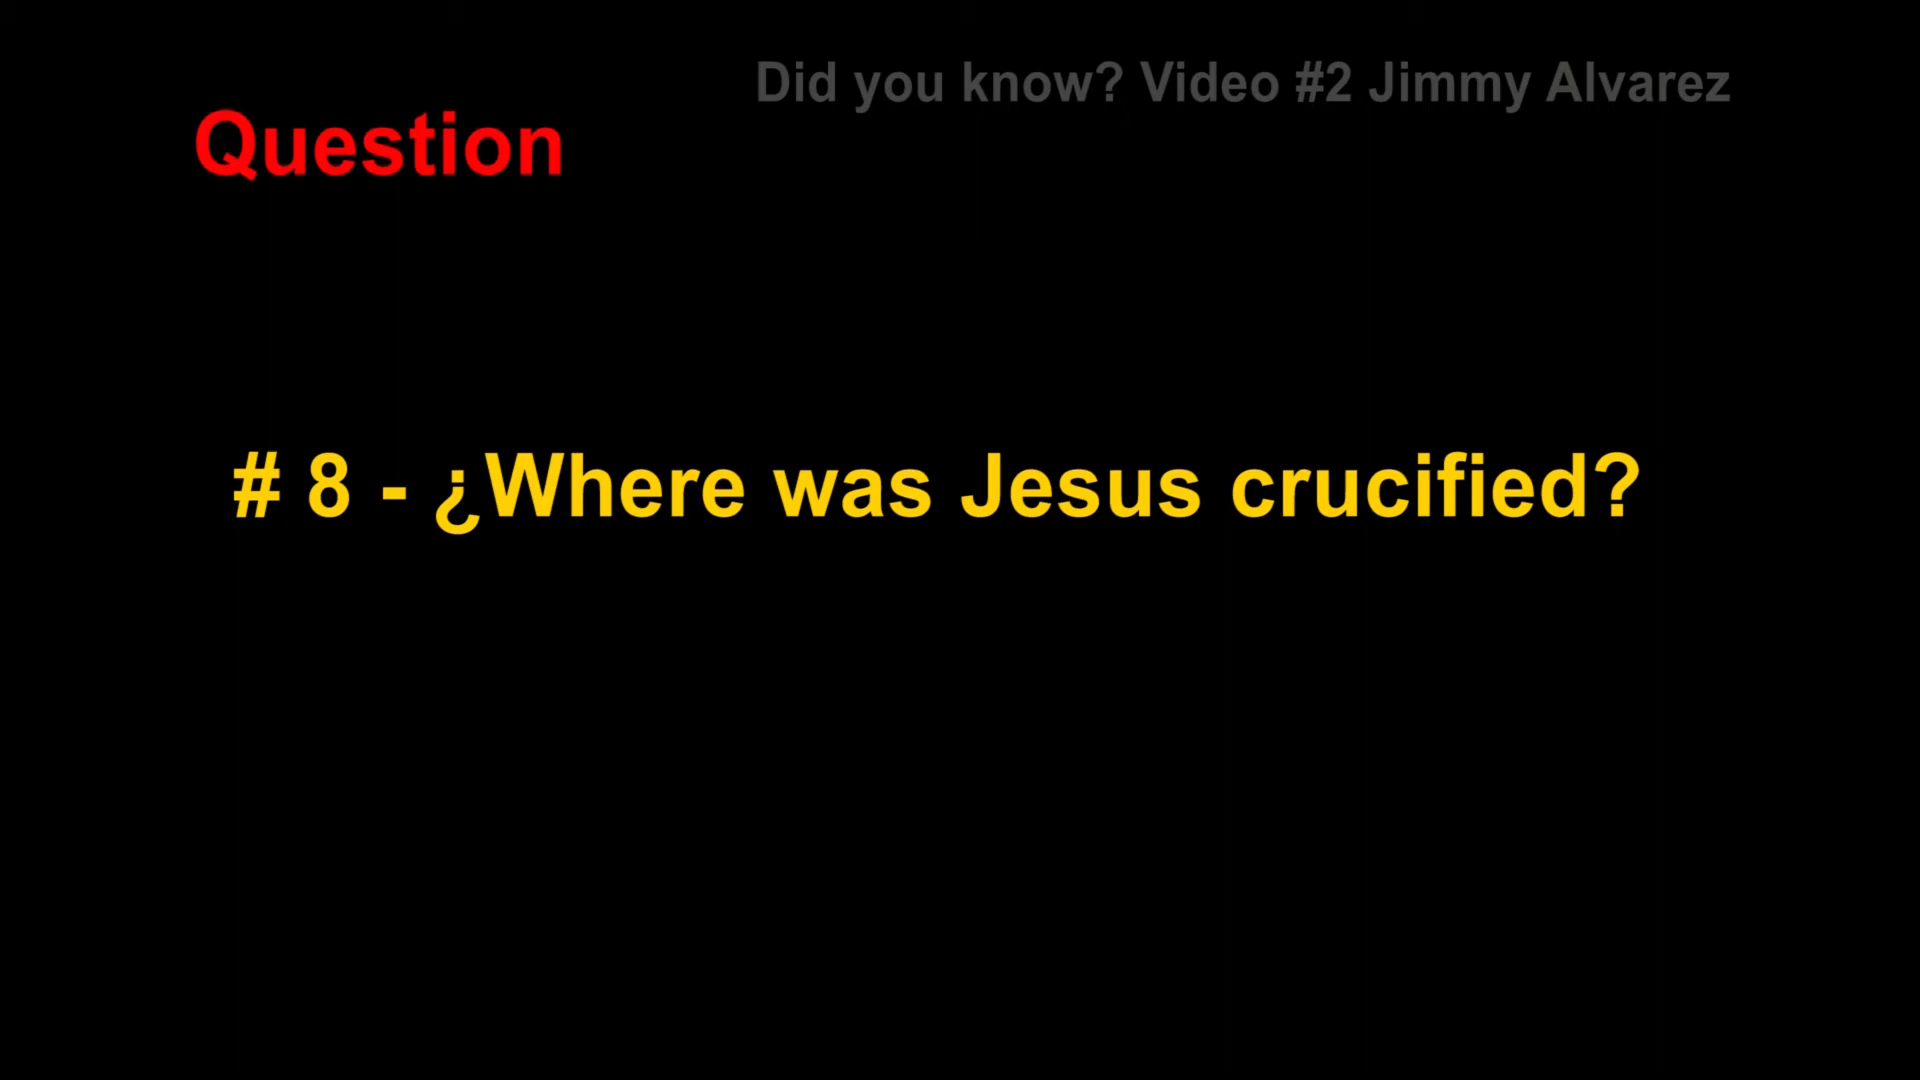 Did you know? Video #2 Jimmy Alvarez
Question
# 8 - ¿Where was Jesus crucified?